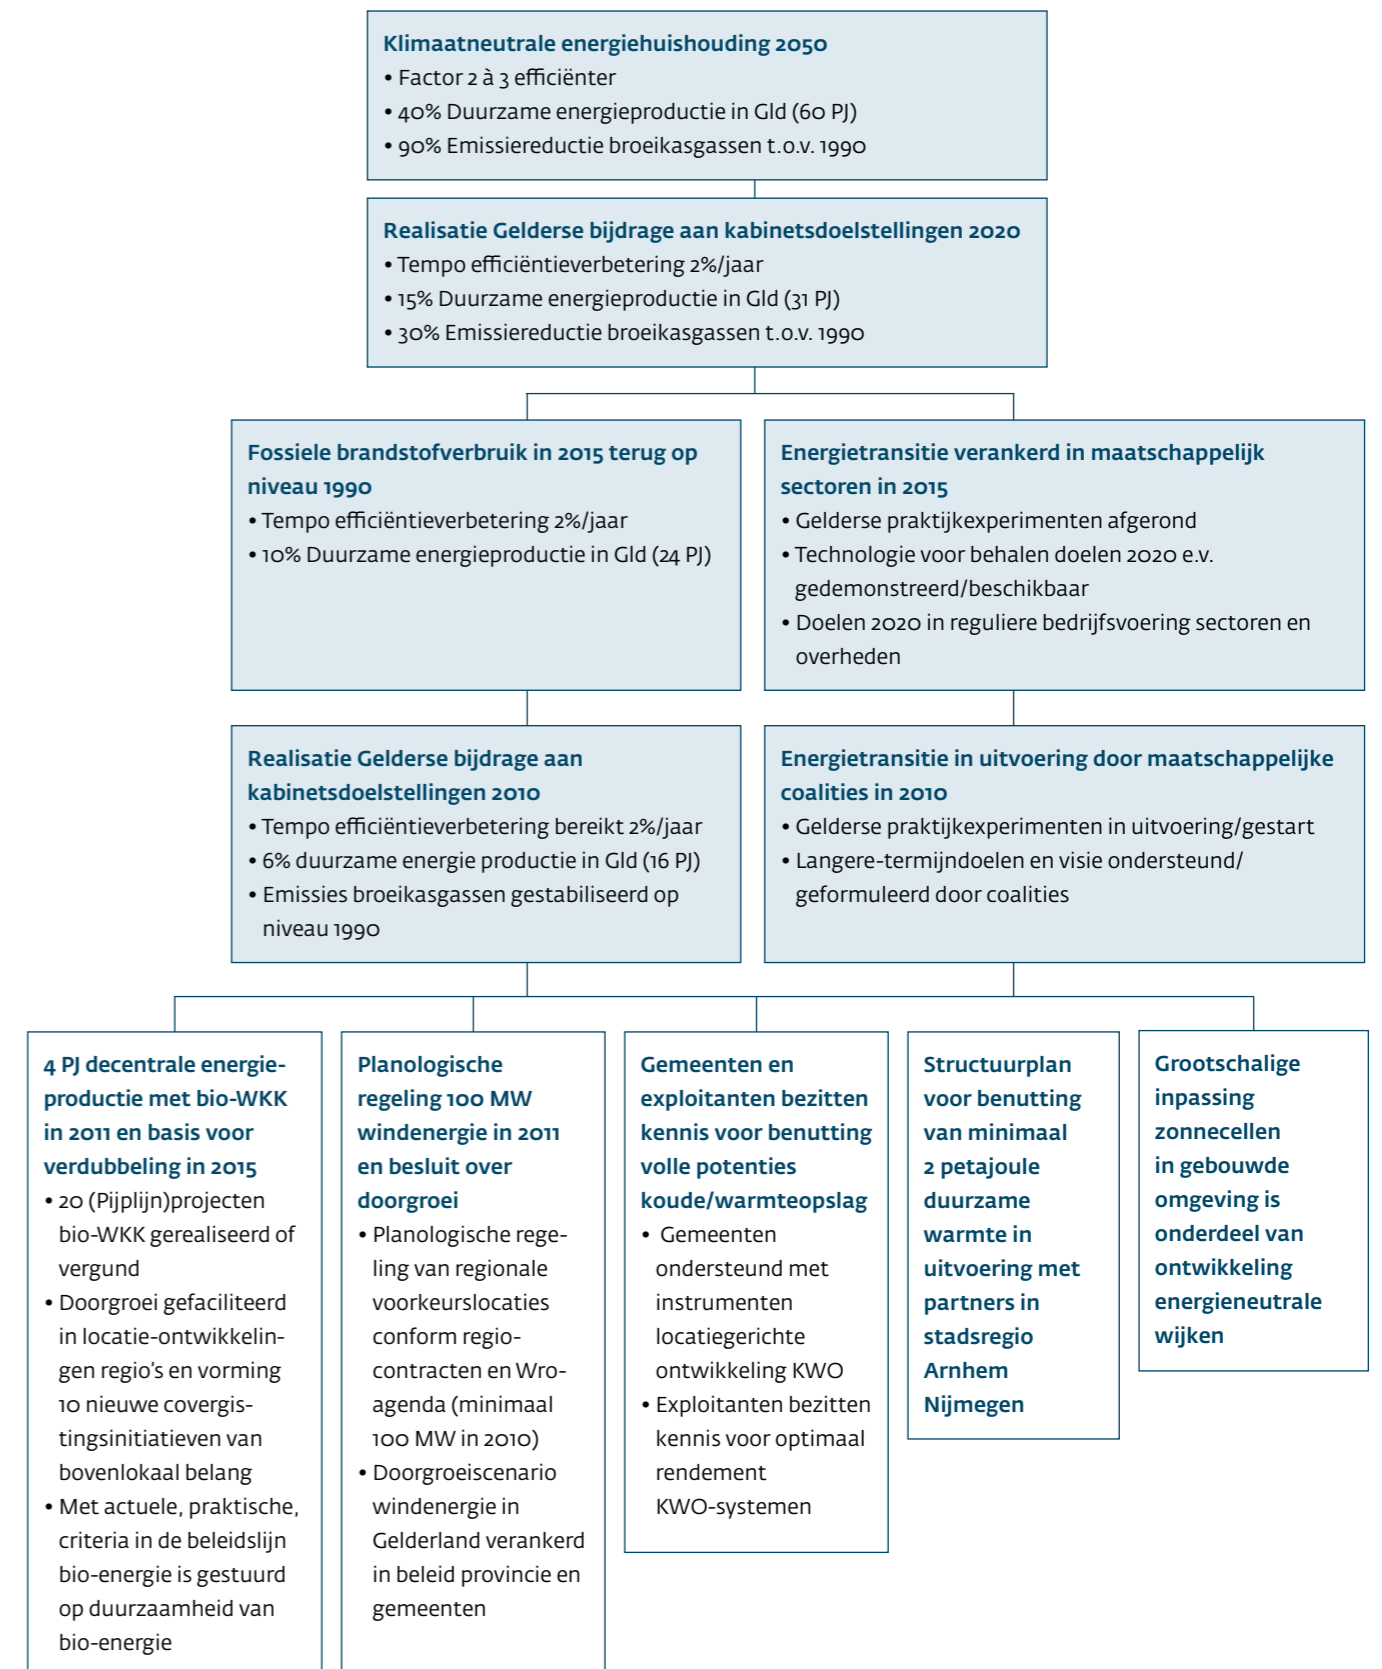 Klimaatneutrale energiehuishouding 2050
• Factor 2 à 3 efficiënter
• 40% Duurzame energieproductie in Gld (60 PJ)
• 90% Emissiereductie broeikasgassen t.o.v. 1990
Realisatie Gelderse bijdrage aan kabinetsdoelstellingen 2020
• Tempo efficiëntieverbetering 2%/jaar
• 15% Duurzame energieproductie in Gld (31 PJ)
• 30% Emissiereductie broeikasgassen t.o.v. 1990
Fossiele brandstofverbruik in 2015 terug op
niveau 1990
• Tempo efficiëntieverbetering 2%/jaar
• 10% Duurzame energieproductie in Gld (24 PJ)
Energietransitie verankerd in maatschappelijk
sectoren in 2015
• Gelderse praktijkexperimenten afgerond
• Technologie voor behalen doelen 2020 e.v.
gedemonstreerd/beschikbaar
• Doelen 2020 in reguliere bedrijfsvoering sectoren en
overheden
Realisatie Gelderse bijdrage aan
kabinetsdoelstellingen 2010
• Tempo efficiëntieverbetering bereikt 2%/jaar
• 6% duurzame energie productie in Gld (16 PJ)
• Emissies broeikasgassen gestabiliseerd op
niveau 1990
Energietransitie in uitvoering door maatschappelijke
coalities in 2010
• Gelderse praktijkexperimenten in uitvoering/gestart
• Langere-termijndoelen en visie ondersteund/
geformuleerd door coalities
4 PJ decentrale energie-
productie met bio-WKK
in 2011 en basis voor
verdubbeling in 2015
• 20 (Pijplijn)projecten
bio-WKK gerealiseerd of
vergund
• Doorgroei gefaciliteerd
in locatie-ontwikkelin-
gen regio's en vorming
10 nieuwe covergis-
tingsinitiatieven van
bovenlokaal belang
• Met actuele, praktische,
criteria in de beleidslijn
bio-energie is gestuurd
op duurzaamheid van
bio-energie
Planologische
regeling 100 MW
windenergie in 2011
en besluit over
doorgroei
• Planologische rege-
ling van regionale
voorkeurslocaties
conform regio-
contracten en Wro-
agenda (minimaal
100 MW in 2010)
• Doorgroeiscenario
windenergie in
Gelderland verankerd
in beleid provincie en
gemeenten
Gemeenten en
exploitanten bezitten
kennis voor benutting
volle potenties
koude/warmteopslag
• Gemeenten
ondersteund met
instrumenten
locatiegerichte
ontwikkeling KWO
• Exploitanten bezitten
kennis voor optimaal
rendement
KWO-systemen
Structuurplan
voor benutting
van minimaal
2 petajoule
duurzame
warmte in
uitvoering met
partners in
stadsregio
Arnhem
Nijmegen
Grootschalige
inpassing
zonnecellen
in gebouwde
omgeving is
onderdeel van
ontwikkeling
energieneutrale
wijken